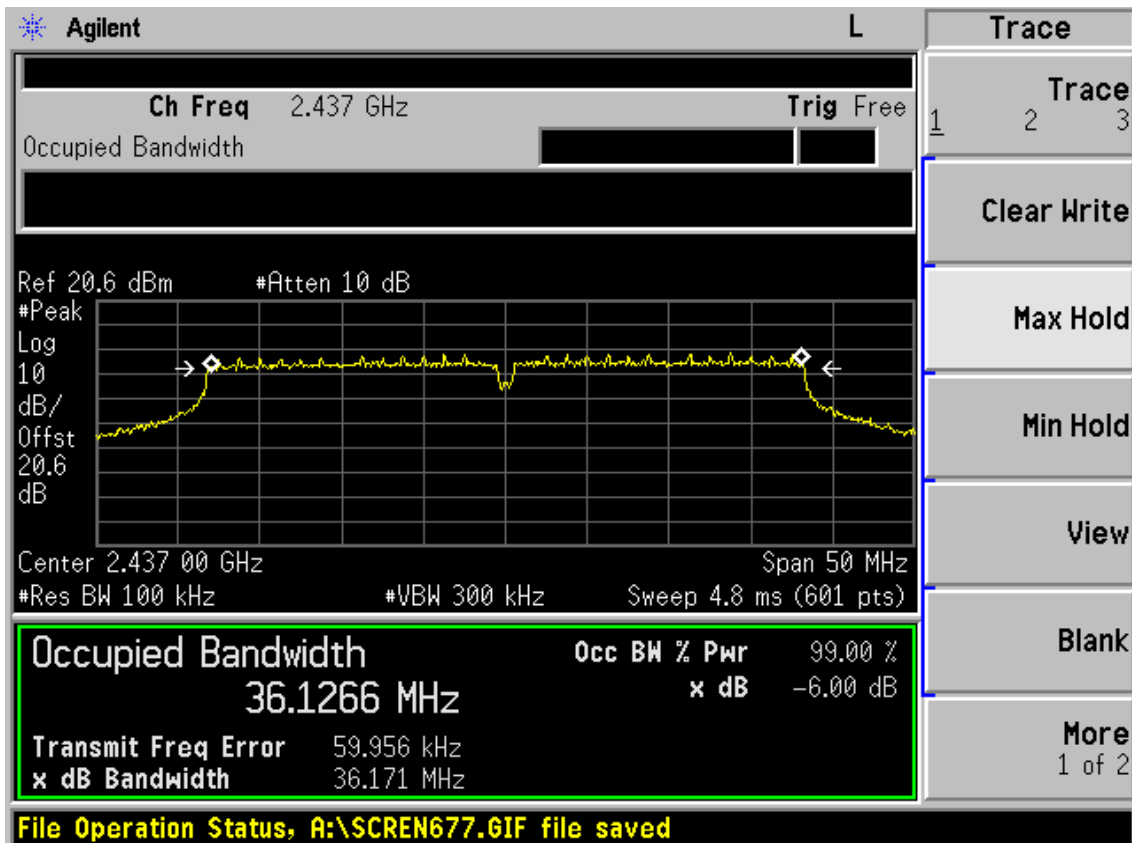 Agilent L Trace
Ch Freq 2.437 GHz Trig Free
Occupied Bandwidth
Trace
1 2 3
Clear Write
Max Hold
Min Hold
View
Blank
More
1 of 2
Ref 20.6 dBm #Atten 10 dB
#Peak
Log
10
dB/
Offst
20.6
dB
Center 2.437 00 GHz Span 50 MHz
#Res BW 100 kHz #VBW 300 kHz Sweep 4.8 ms (601 pts)
Occupied Bandwidth Occ BW % Pwr 99.00 %
36.1266 MHz x dB -6.00 dB
Transmit Freq Error 59.956 kHz
x dB Bandwidth 36.171 MHz
File Operation Status, A:\SCREN677.GIF file saved